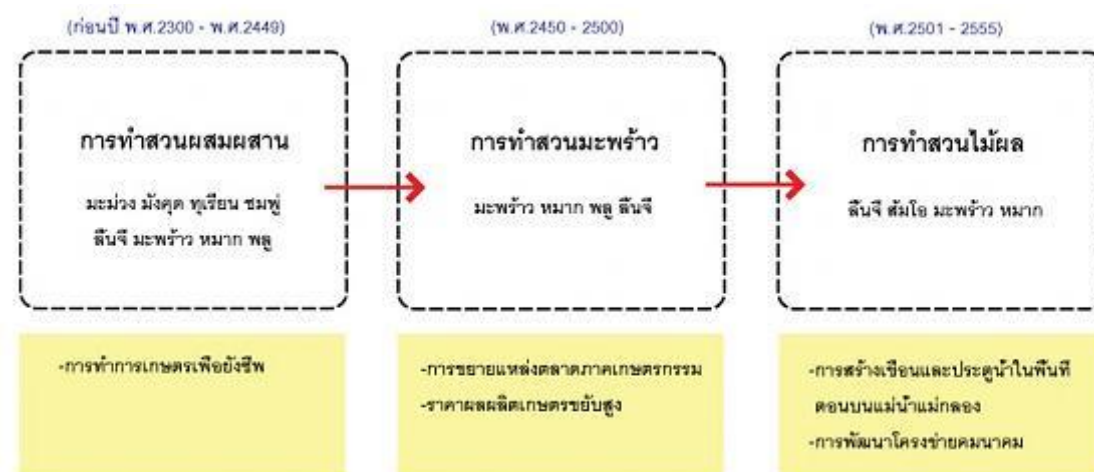 (ก่อนปี พ.ศ.2300 - พ.ศ.2449)
การทำสวนผสมผสาน
มะม่วง มังคุด ทุเรียน ชมพู่
ลิ้นจี่ มะพร้าว หมาก พลู
-การทำการเกษตรเพื่อยังชีพ
(พ.ศ.2450 - 2500)
การทำสวนมะพร้าว
มะพร้าว หมาก พลู ลิ้นจี่
-การขยายแหล่งตลาดภาคเกษตรกรรม
-ราคาผลผลิตเกษตรขยับสูง
(พ.ศ.2501 - 2555)
การทำสวนไม้ผล
ลิ้นจี่ ส้มโอ มะพร้าว หมาก
-การสร้างเขื่อนและประตูน้ำในพื้นที่
ตอนบนแม่น้ำแม่กลอง
-การพัฒนาโครงข่ายคมนาคม